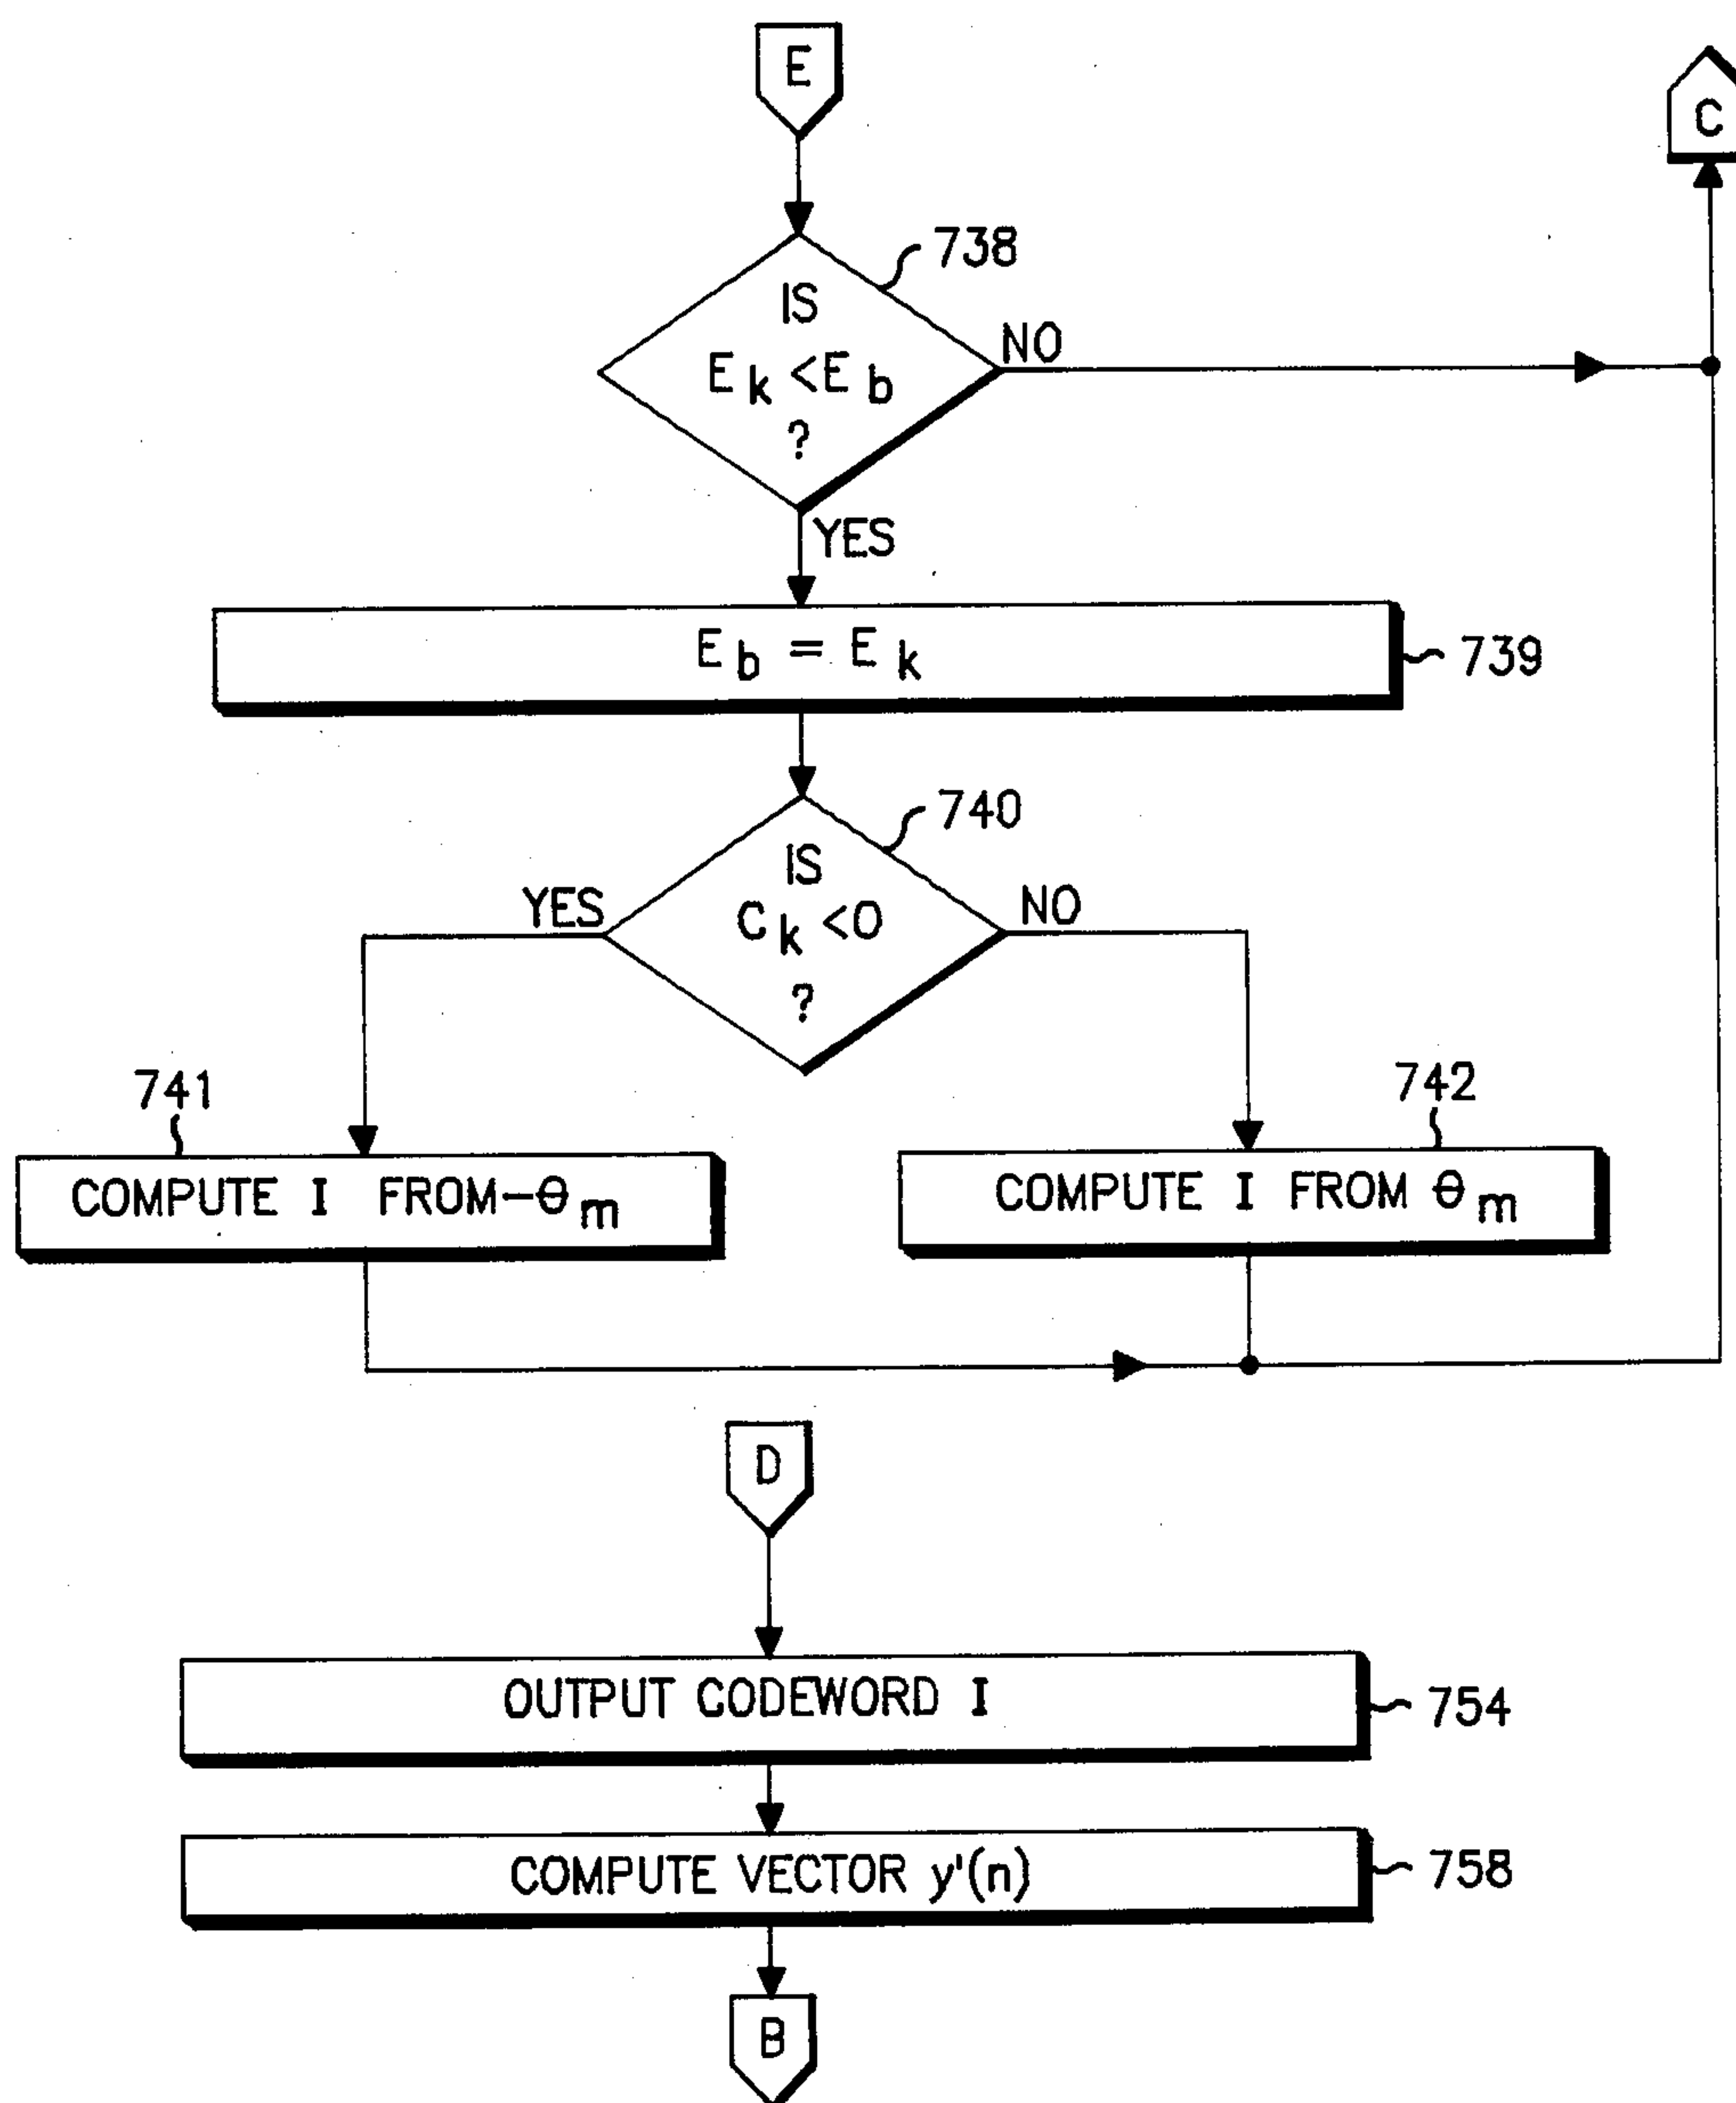 E
C
738
IS
E k < E b
?
NO
YES
E b = E k
739
740
IS
C k < 0
?
YES
NO
741
742
COMPUTE I FROM -θ m
COMPUTE I FROM θ m
D
OUTPUT CODEWORD I
754
COMPUTE VECTOR y'(n)
758
B